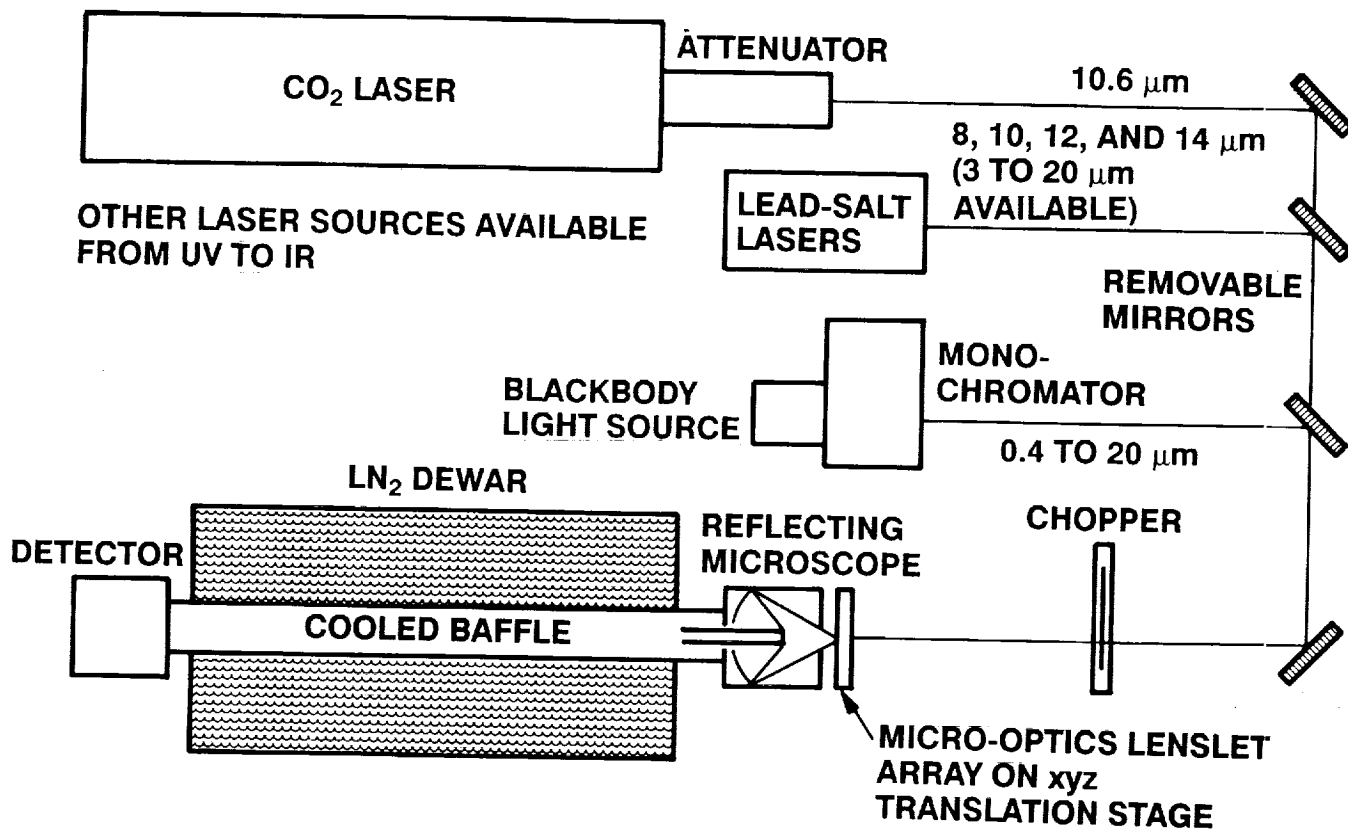 ATTENUATOR
CO₂ LASER
10.6 μm
8, 10, 12, AND 14 μm
(3 TO 20 μm
AVAILABLE)
LEAD-SALT
LASERS
OTHER LASER SOURCES AVAILABLE
FROM UV TO IR
REMOVABLE
MIRRORS
MONO-
CHROMATOR
BLACKBODY
LIGHT SOURCE
0.4 TO 20 μm
LN₂ DEWAR
REFLECTING
MICROSCOPE
CHOPPER
DETECTOR
COOLED BAFFLE
MICRO-OPTICS LENSLET
ARRAY ON xyz
TRANSLATION STAGE